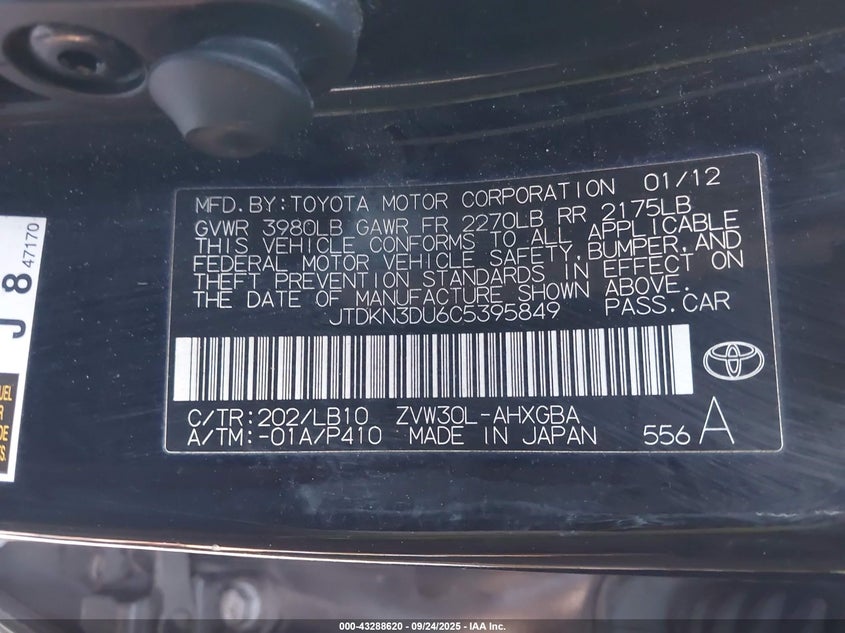 MFD. BY: TOYOTA MOTOR CORPORATION 01/12
GVWR 3980LB GAWR FR 2270LB RR 2175LB
THIS VEHICLE CONFORMS TO ALL APPLICABLE
FEDERAL MOTOR VEHICLE SAFETY, BUMPER, AND
THEFT PREVENTION STANDARDS IN EFFECT ON
THE DATE OF MANUFACTURE SHOWN ABOVE.
JTDKN3DU6C5395849 PASS. CAR
C/TR: 202/LB10 ZVW30L-AHXGBA
A/TM: -01A/P410 MADE IN JAPAN 556 A
J 8 47170
000-43288620 - 09/24/2025 - IAA Inc.